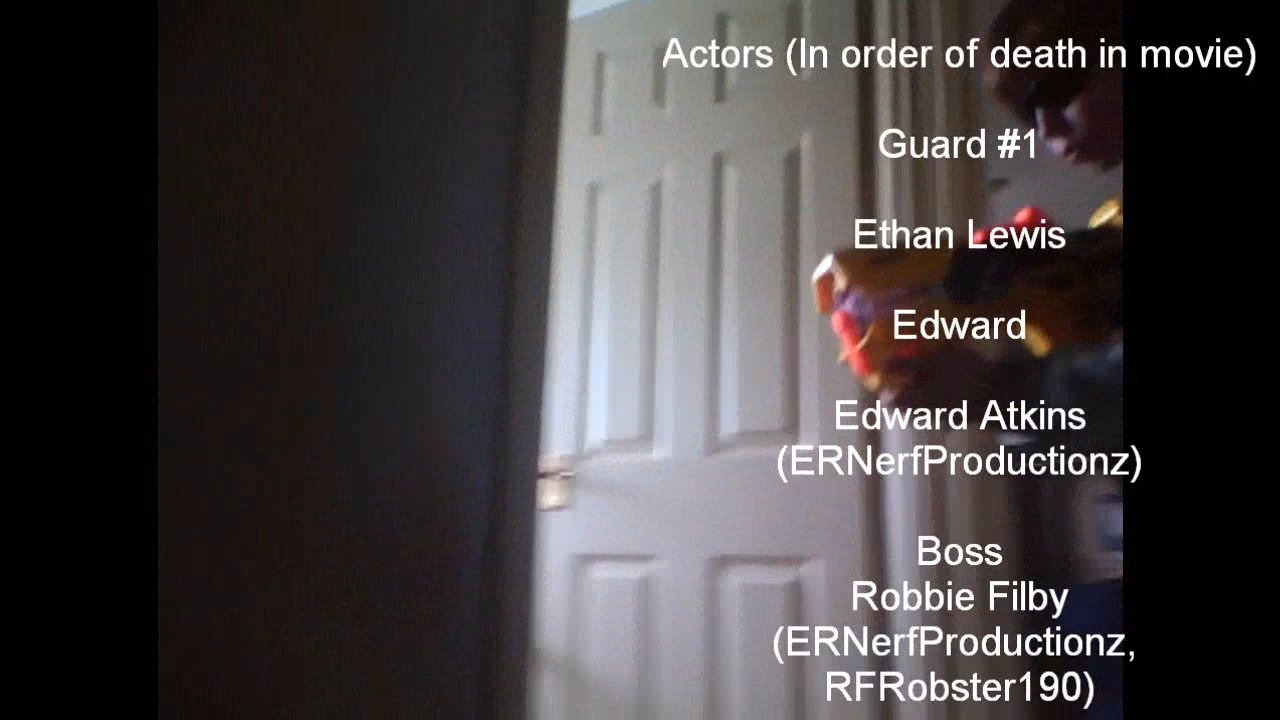 Actors (In order of death in movie)
Guard #1
Ethan Lewis
Edward
Edward Atkins
(ERNerfProductionz)
Boss
Robbie Filby
(ERNerfProductionz,
RFRobster190)